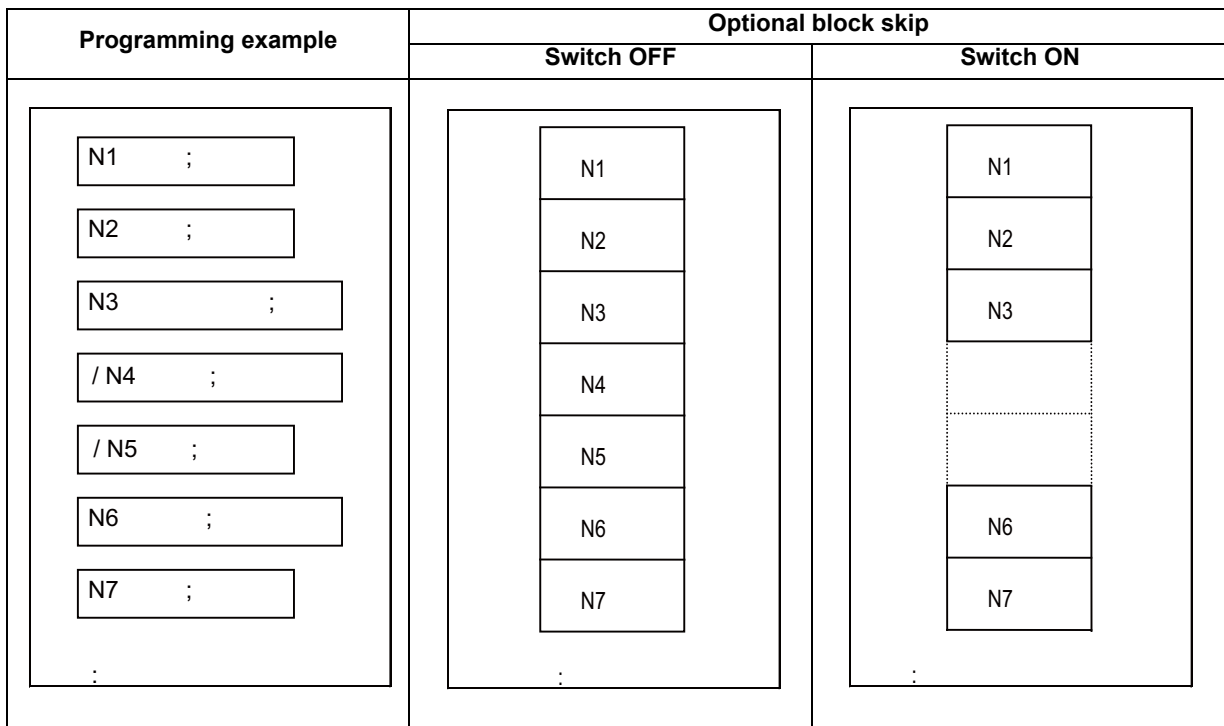 Programming example
Optional block skip
Switch OFF
Switch ON
N1 ;
N2 ;
N3 ;
/ N4 ;
/ N5 ;
N6 ;
N7 ;
:
N1
N2
N3
N4
N5
N6
N7
:
N1
N2
N3
N6
N7
: